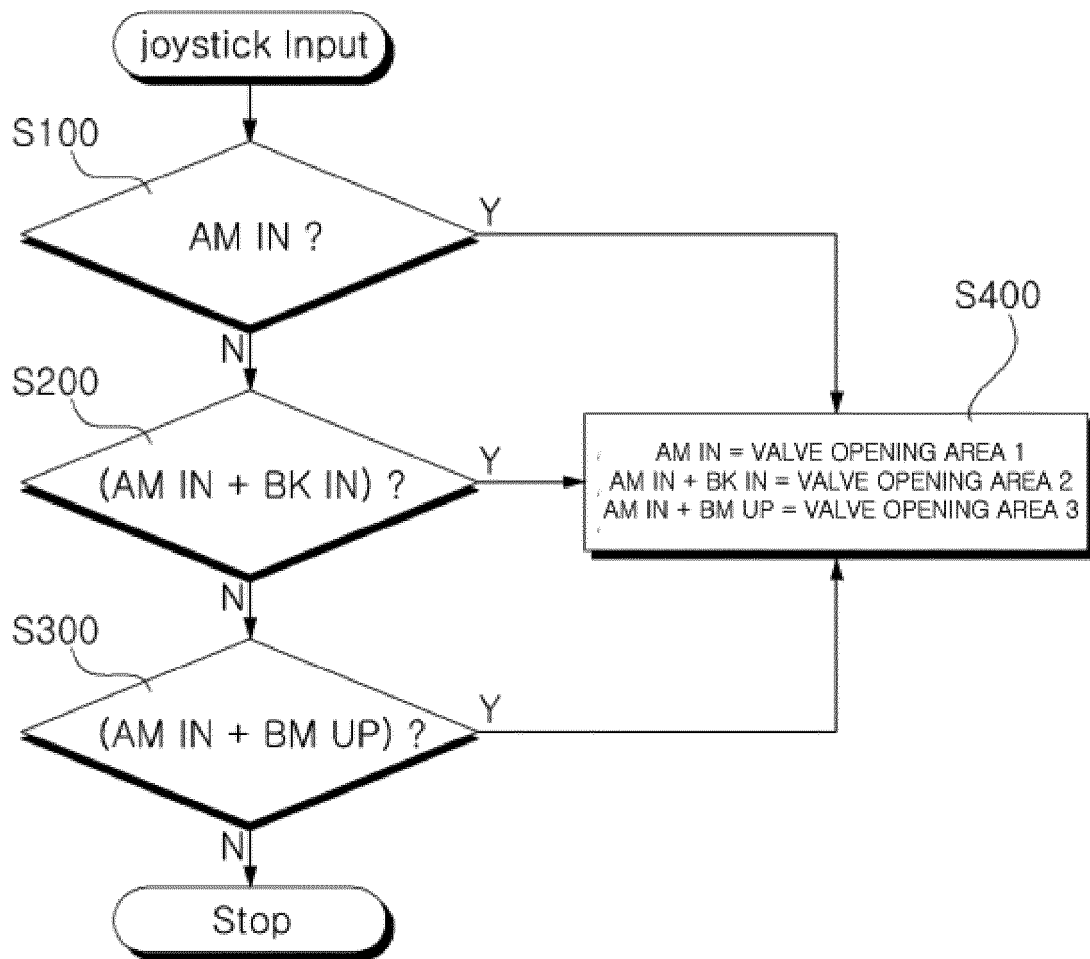 joystick Input
S100
AM IN ?
Y
N
S400
S200
(AM IN + BK IN) ?
Y
AM IN = VALVE OPENING AREA 1
AM IN + BK IN = VALVE OPENING AREA 2
AM IN + BM UP = VALVE OPENING AREA 3
N
S300
(AM IN + BM UP) ?
Y
N
Stop